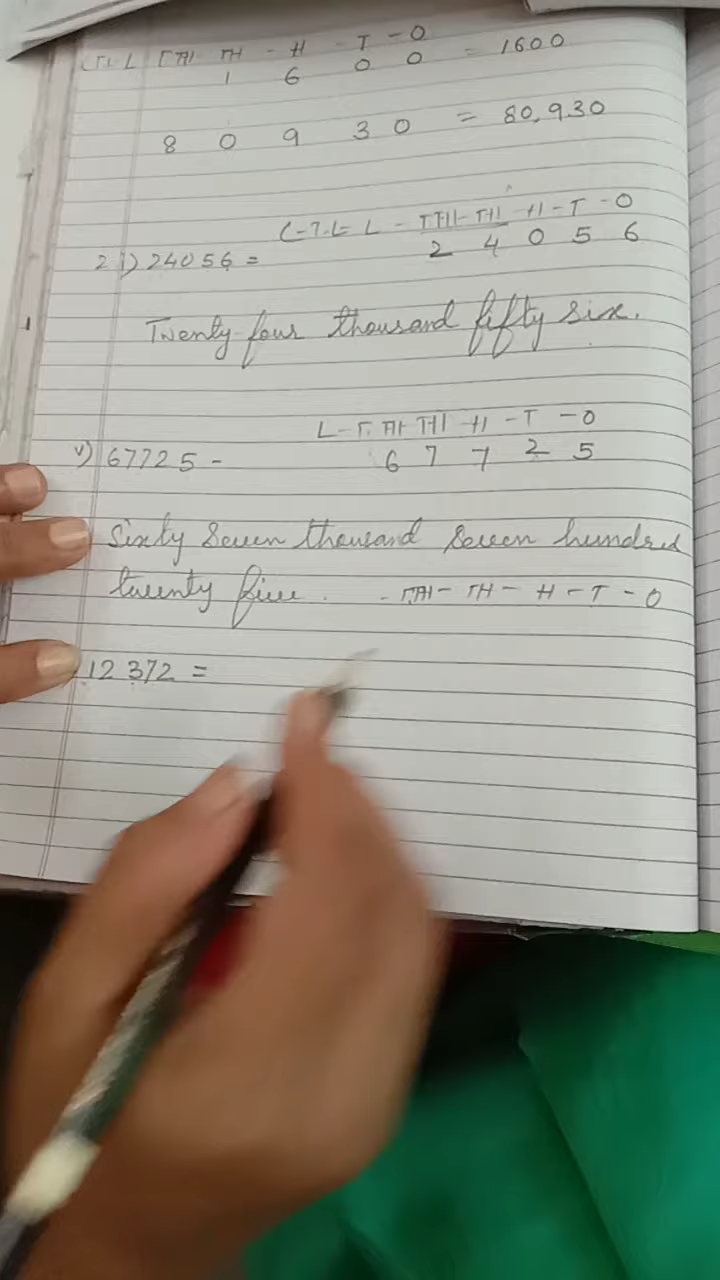 T.L L T.TH TH - H - T - O
1 6 0 0 = 1600
8 0 9 3 0 = 80,930
C-T.L- L - TTH- TH - H - T - O
2 i) 24056 = 2 4 0 5 6
Twenty four thousand fifty six.
L - T.TH TH - H - T - O
v) 67725 - 6 7 7 2 5
Sixty Seven thousand Seven hundred
twenty five. - T.TH - TH - H - T - O
12372 =